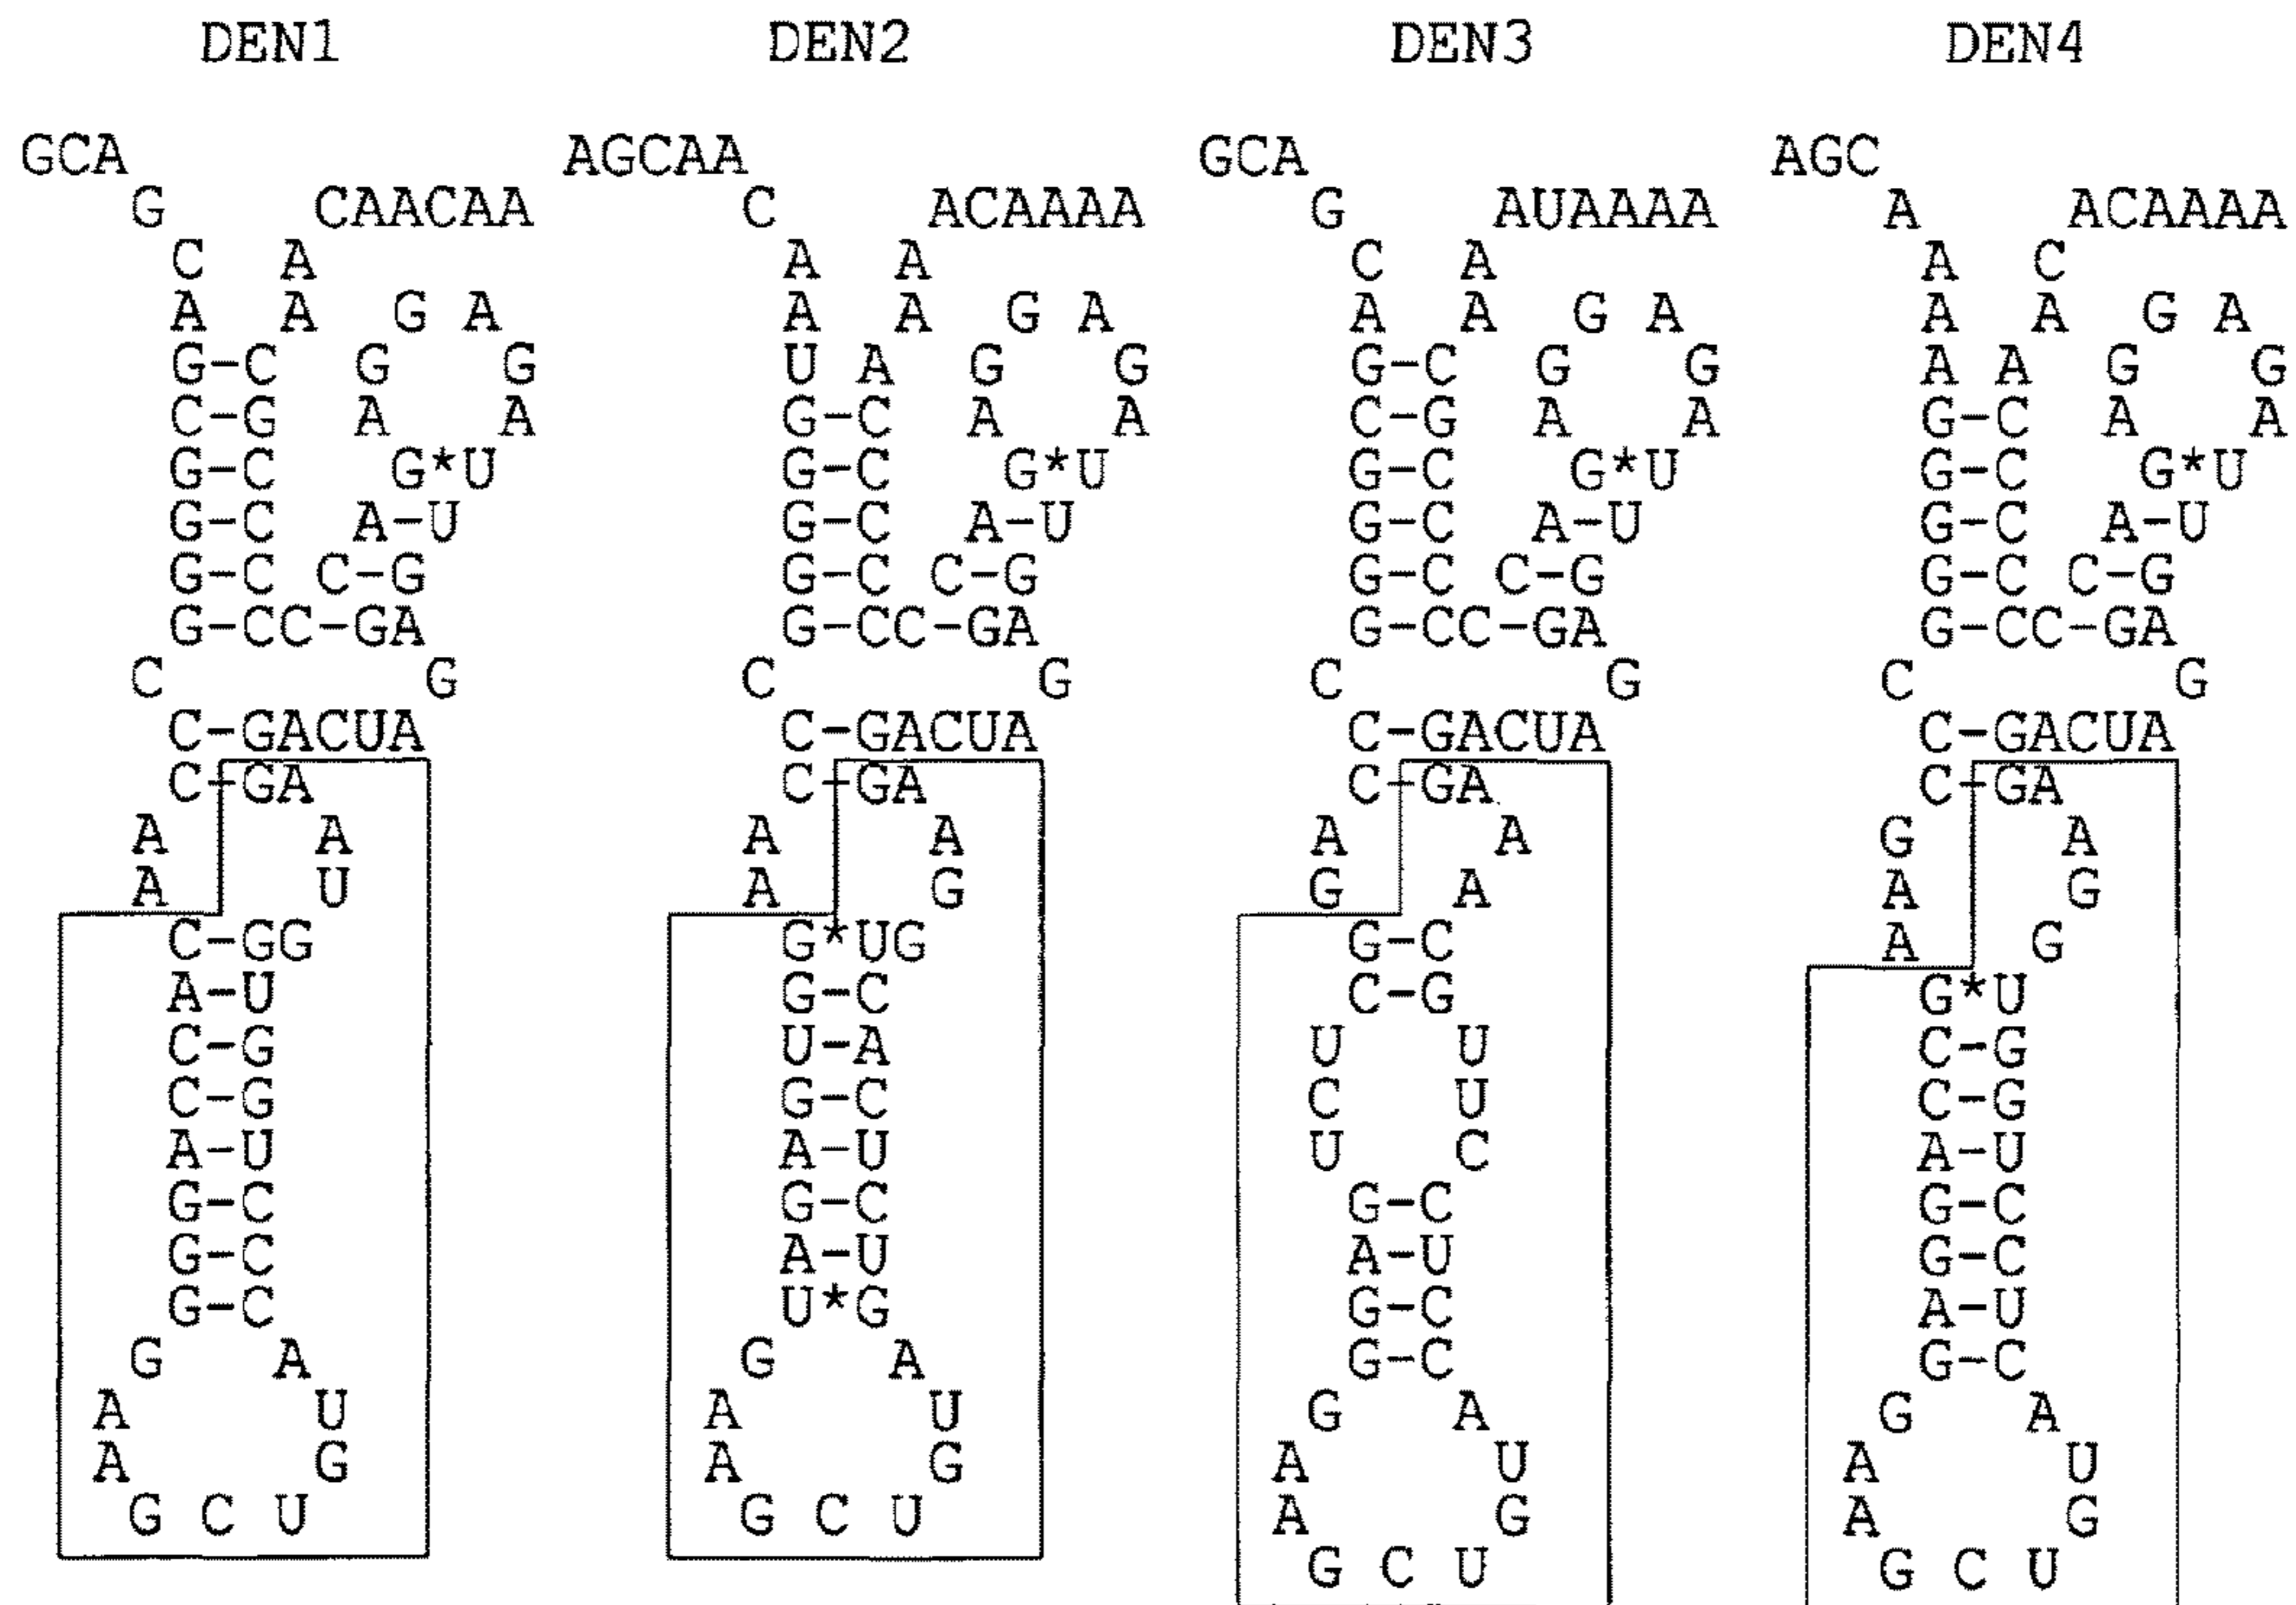 DEN1 DEN2 DEN3 DEN4
GCA AGCAA GCA AGC
G CAACAA C ACAAAA G AUAAAA A ACAAAA
C A A A C A A C
A A G A A A G A A A G A A A G A
G-C G G U A G G G-C G G A A G G
C-G A A G-C A A C-G A A G-C A A
G-C G*U G-C G*U G-C G*U G-C G*U
G-C A-U G-C A-U G-C A-U G-C A-U
G-C C-G G-C C-G G-C C-G G-C C-G
G-CC-GA G-CC-GA G-CC-GA G-CC-GA
C G C G C G C G
C-GACUA C-GACUA C-GACUA C-GACUA
C-GA C-GA C-GA C-GA
A A A A A A G A
A U A G G A A G
C-GG G*UG G-C A G
A-U G-C C-G G*U
C-G U-A U U C-G
C-G G-C C U C-G
A-U A-U U C A-U
G-C G-C G-C G-C
G-C A-U A-U G-C
G-C U*G G-C A-U
G A G A G-C G-C
A U A U G A G A
A G A G A U A U
G C U G C U A G A G
G C U G C U